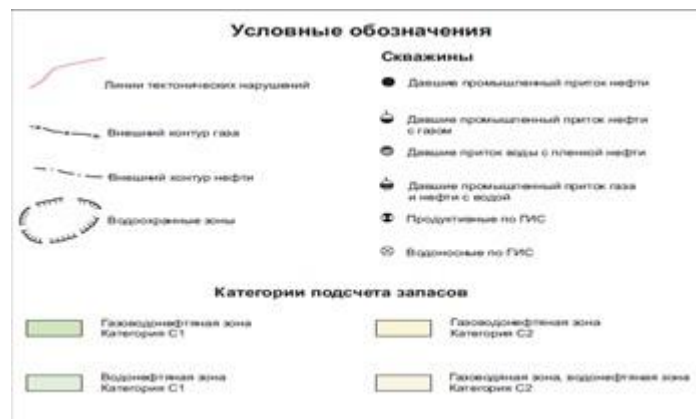 Условные обозначения
Линии тектонических нарушений
Внешний контур газа
Внешний контур нефти
Водоохранные зоны
Скважины
Давшие промышленный приток нефти
Давшие промышленный приток нефти
с газом
Давшие приток воды с пленкой нефти
Давшие промышленный приток газа
и нефти с водой
Продуктивные по ГИС
Водоносные по ГИС
Категории подсчета запасов
Газоводонефтяная зона
Категория С1
Газоводонефтяная зона
Категория С2
Водонефтяная зона
Категория С1
Газоводяная зона, водонефтяная зона
Категория С2